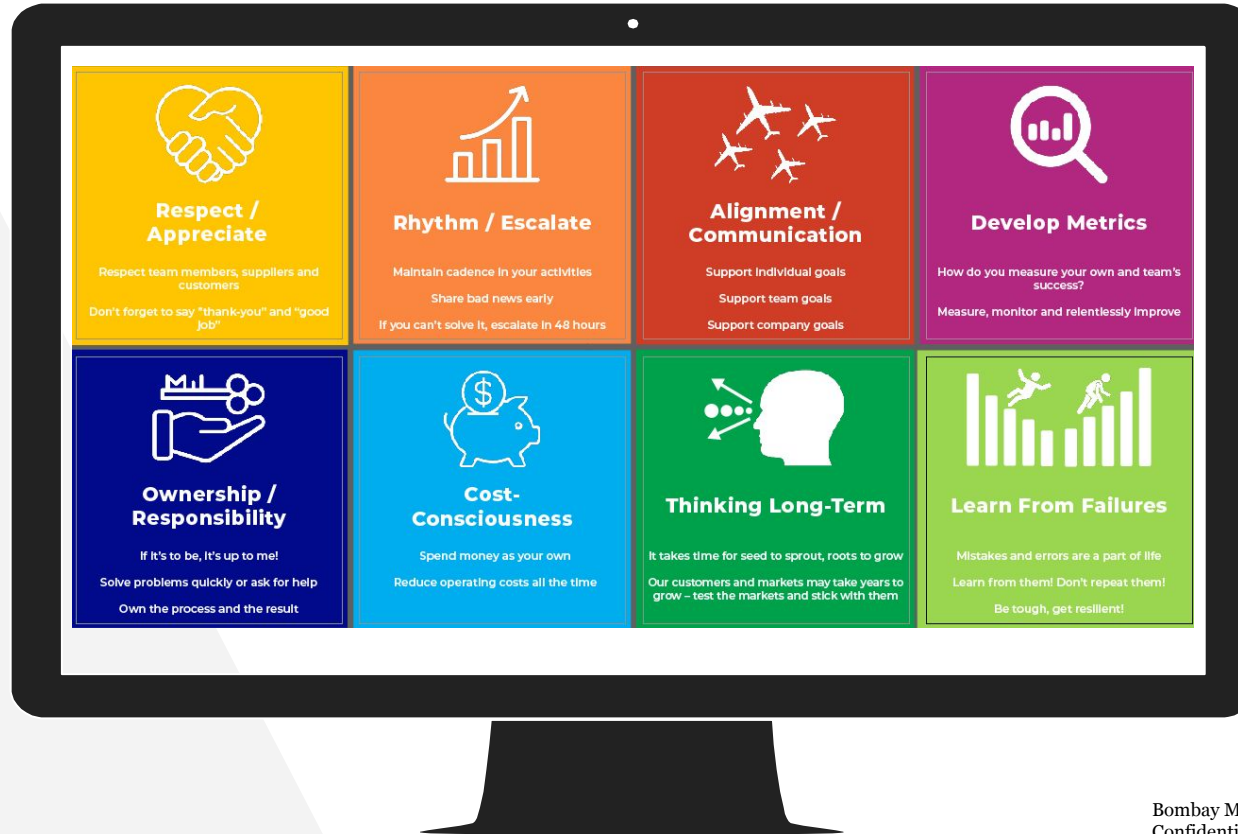 Respect /
Appreciate
Respect team members, suppliers and
customers
Don't forget to say "thank-you" and "good
job"
Rhythm / Escalate
Maintain cadence in your activities
Share bad news early
If you can't solve it, escalate in 48 hours
Alignment /
Communication
Support individual goals
Support team goals
Support company goals
Develop Metrics
How do you measure your own and team's
success?
Measure, monitor and relentlessly improve
Ownership /
Responsibility
If it's to be, it's up to me!
Solve problems quickly or ask for help
Own the process and the result
$
Cost-
Consciousness
Spend money as your own
Reduce operating costs all the time
Thinking Long-Term
It takes time for seed to sprout, roots to grow
Our customers and markets may take years to
grow – test the markets and stick with them
Learn From Failures
Mistakes and errors are a part of life
Learn from them! Don't repeat them!
Be tough, get resilient!
Bombay M
Confidenti